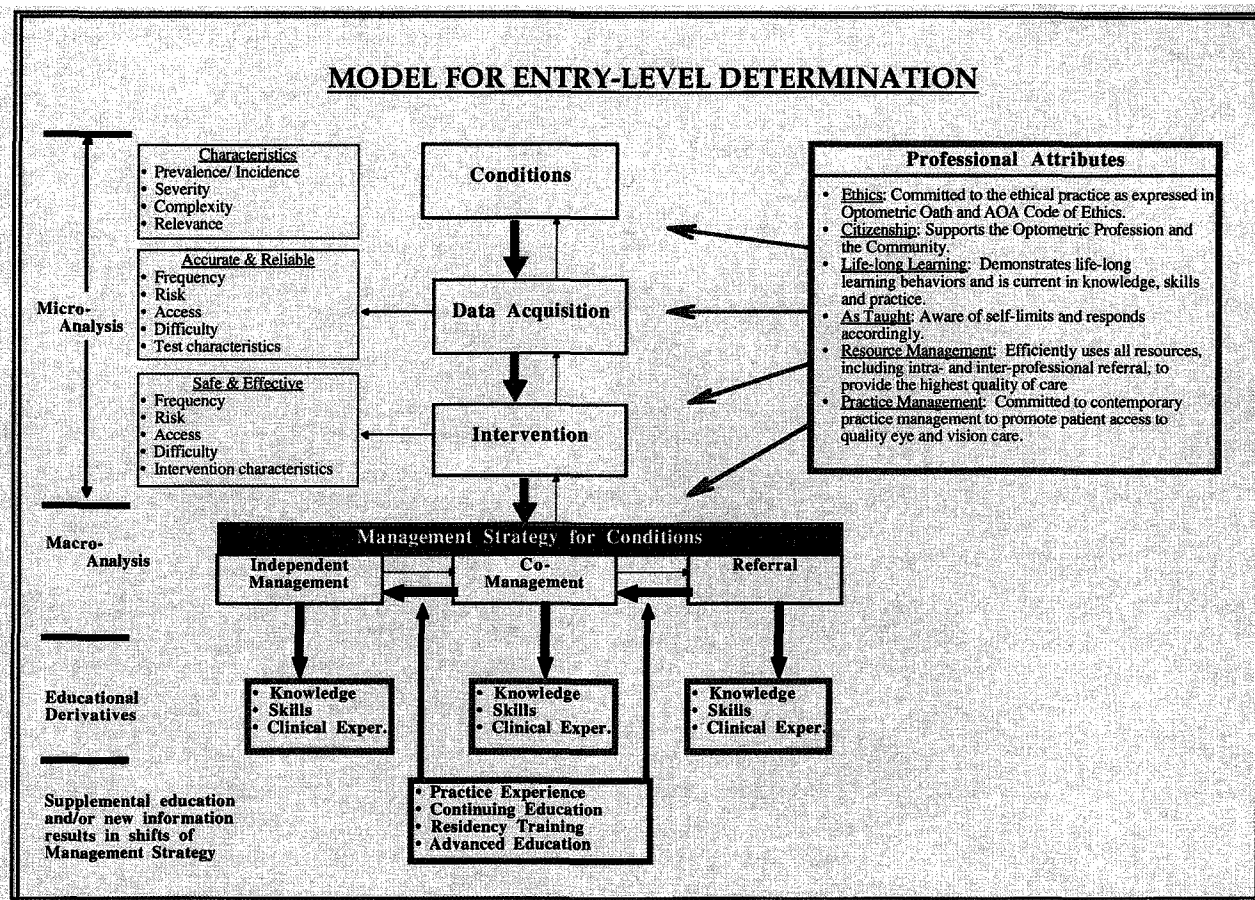 MODEL FOR ENTRY-LEVEL DETERMINATION
Micro-
Analysis
Characteristics
• Prevalence/ Incidence
• Severity
• Complexity
• Relevance
Accurate & Reliable
• Frequency
• Risk
• Access
• Difficulty
• Test characteristics
Safe & Effective
• Frequency
• Risk
• Access
• Difficulty
• Intervention characteristics
Conditions
Data Acquisition
Intervention
Professional Attributes
• Ethics: Committed to the ethical practice as expressed in
Optometric Oath and AOA Code of Ethics.
• Citizenship: Supports the Optometric Profession and
the Community.
• Life-long Learning: Demonstrates life-long
learning behaviors and is current in knowledge, skills
and practice.
• As Taught: Aware of self-limits and responds
accordingly.
• Resource Management: Efficiently uses all resources,
including intra- and inter-professional referral, to
provide the highest quality of care
• Practice Management: Committed to contemporary
practice management to promote patient access to
quality eye and vision care.
Macro-
Analysis
Management Strategy for Conditions
Independent
Management
Co-
Management
Referral
Educational
Derivatives
• Knowledge
• Skills
• Clinical Exper.
• Knowledge
• Skills
• Clinical Exper.
• Knowledge
• Skills
• Clinical Exper.
Supplemental education
and/or new information
results in shifts of
Management Strategy
• Practice Experience
• Continuing Education
• Residency Training
• Advanced Education